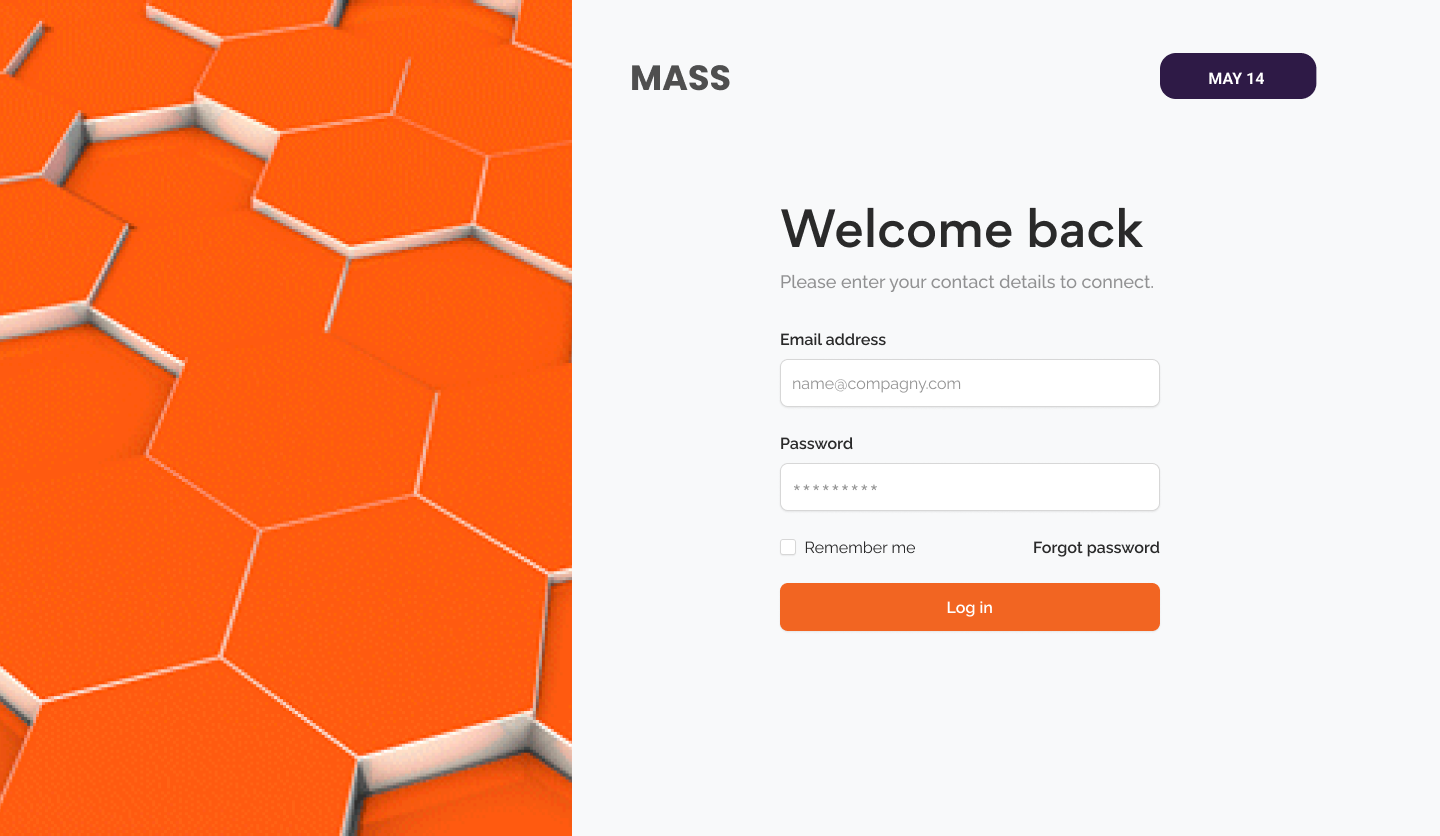 MASS
MAY 14
Welcome back
Please enter your contact details to connect.
Email address
name@compagny.com
Password
*********
Remember me
Forgot password
Log in